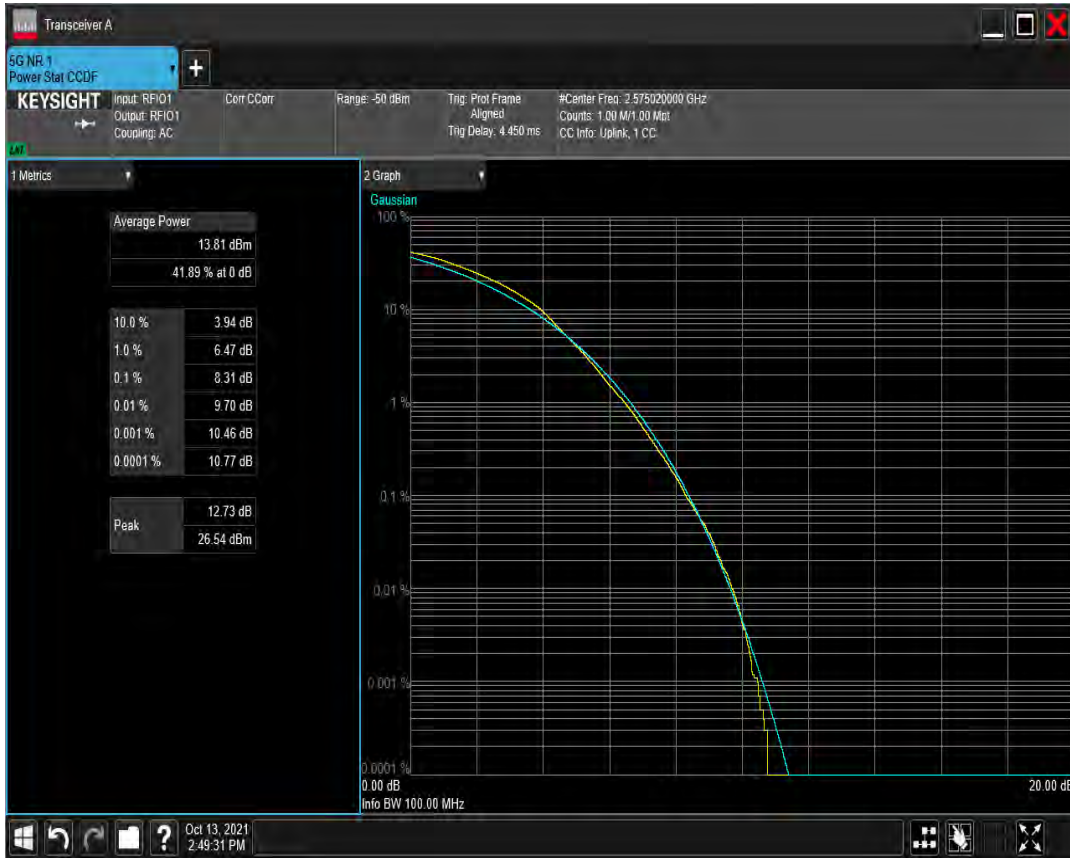 Transceiver A
5G NR 1
Power Stat CCDF
+
KEYSIGHT
Input: RFIO1
Output: RFIO1
Coupling: AC
Corr CCorr
Range: -50 dBm
Trig: Prot Frame
Aligned
Trig Delay: 4.450 ms
#Center Freq: 2.575020000 GHz
Counts: 1.00 M/1.00 Mpt
CC Info: Uplink, 1 CC
1 Metrics
Average Power
13.81 dBm
41.89 % at 0 dB
10.0 % 3.94 dB
1.0 % 6.47 dB
0.1 % 8.31 dB
0.01 % 9.70 dB
0.001 % 10.46 dB
0.0001 % 10.77 dB
Peak
12.73 dB
26.54 dBm
2 Graph
Gaussian
100 %
10 %
1 %
0.1 %
0.01 %
0.001 %
0.0001 %
0.00 dB
20.00 dB
Info BW 100.00 MHz
?
Oct 13, 2021
2:49:31 PM